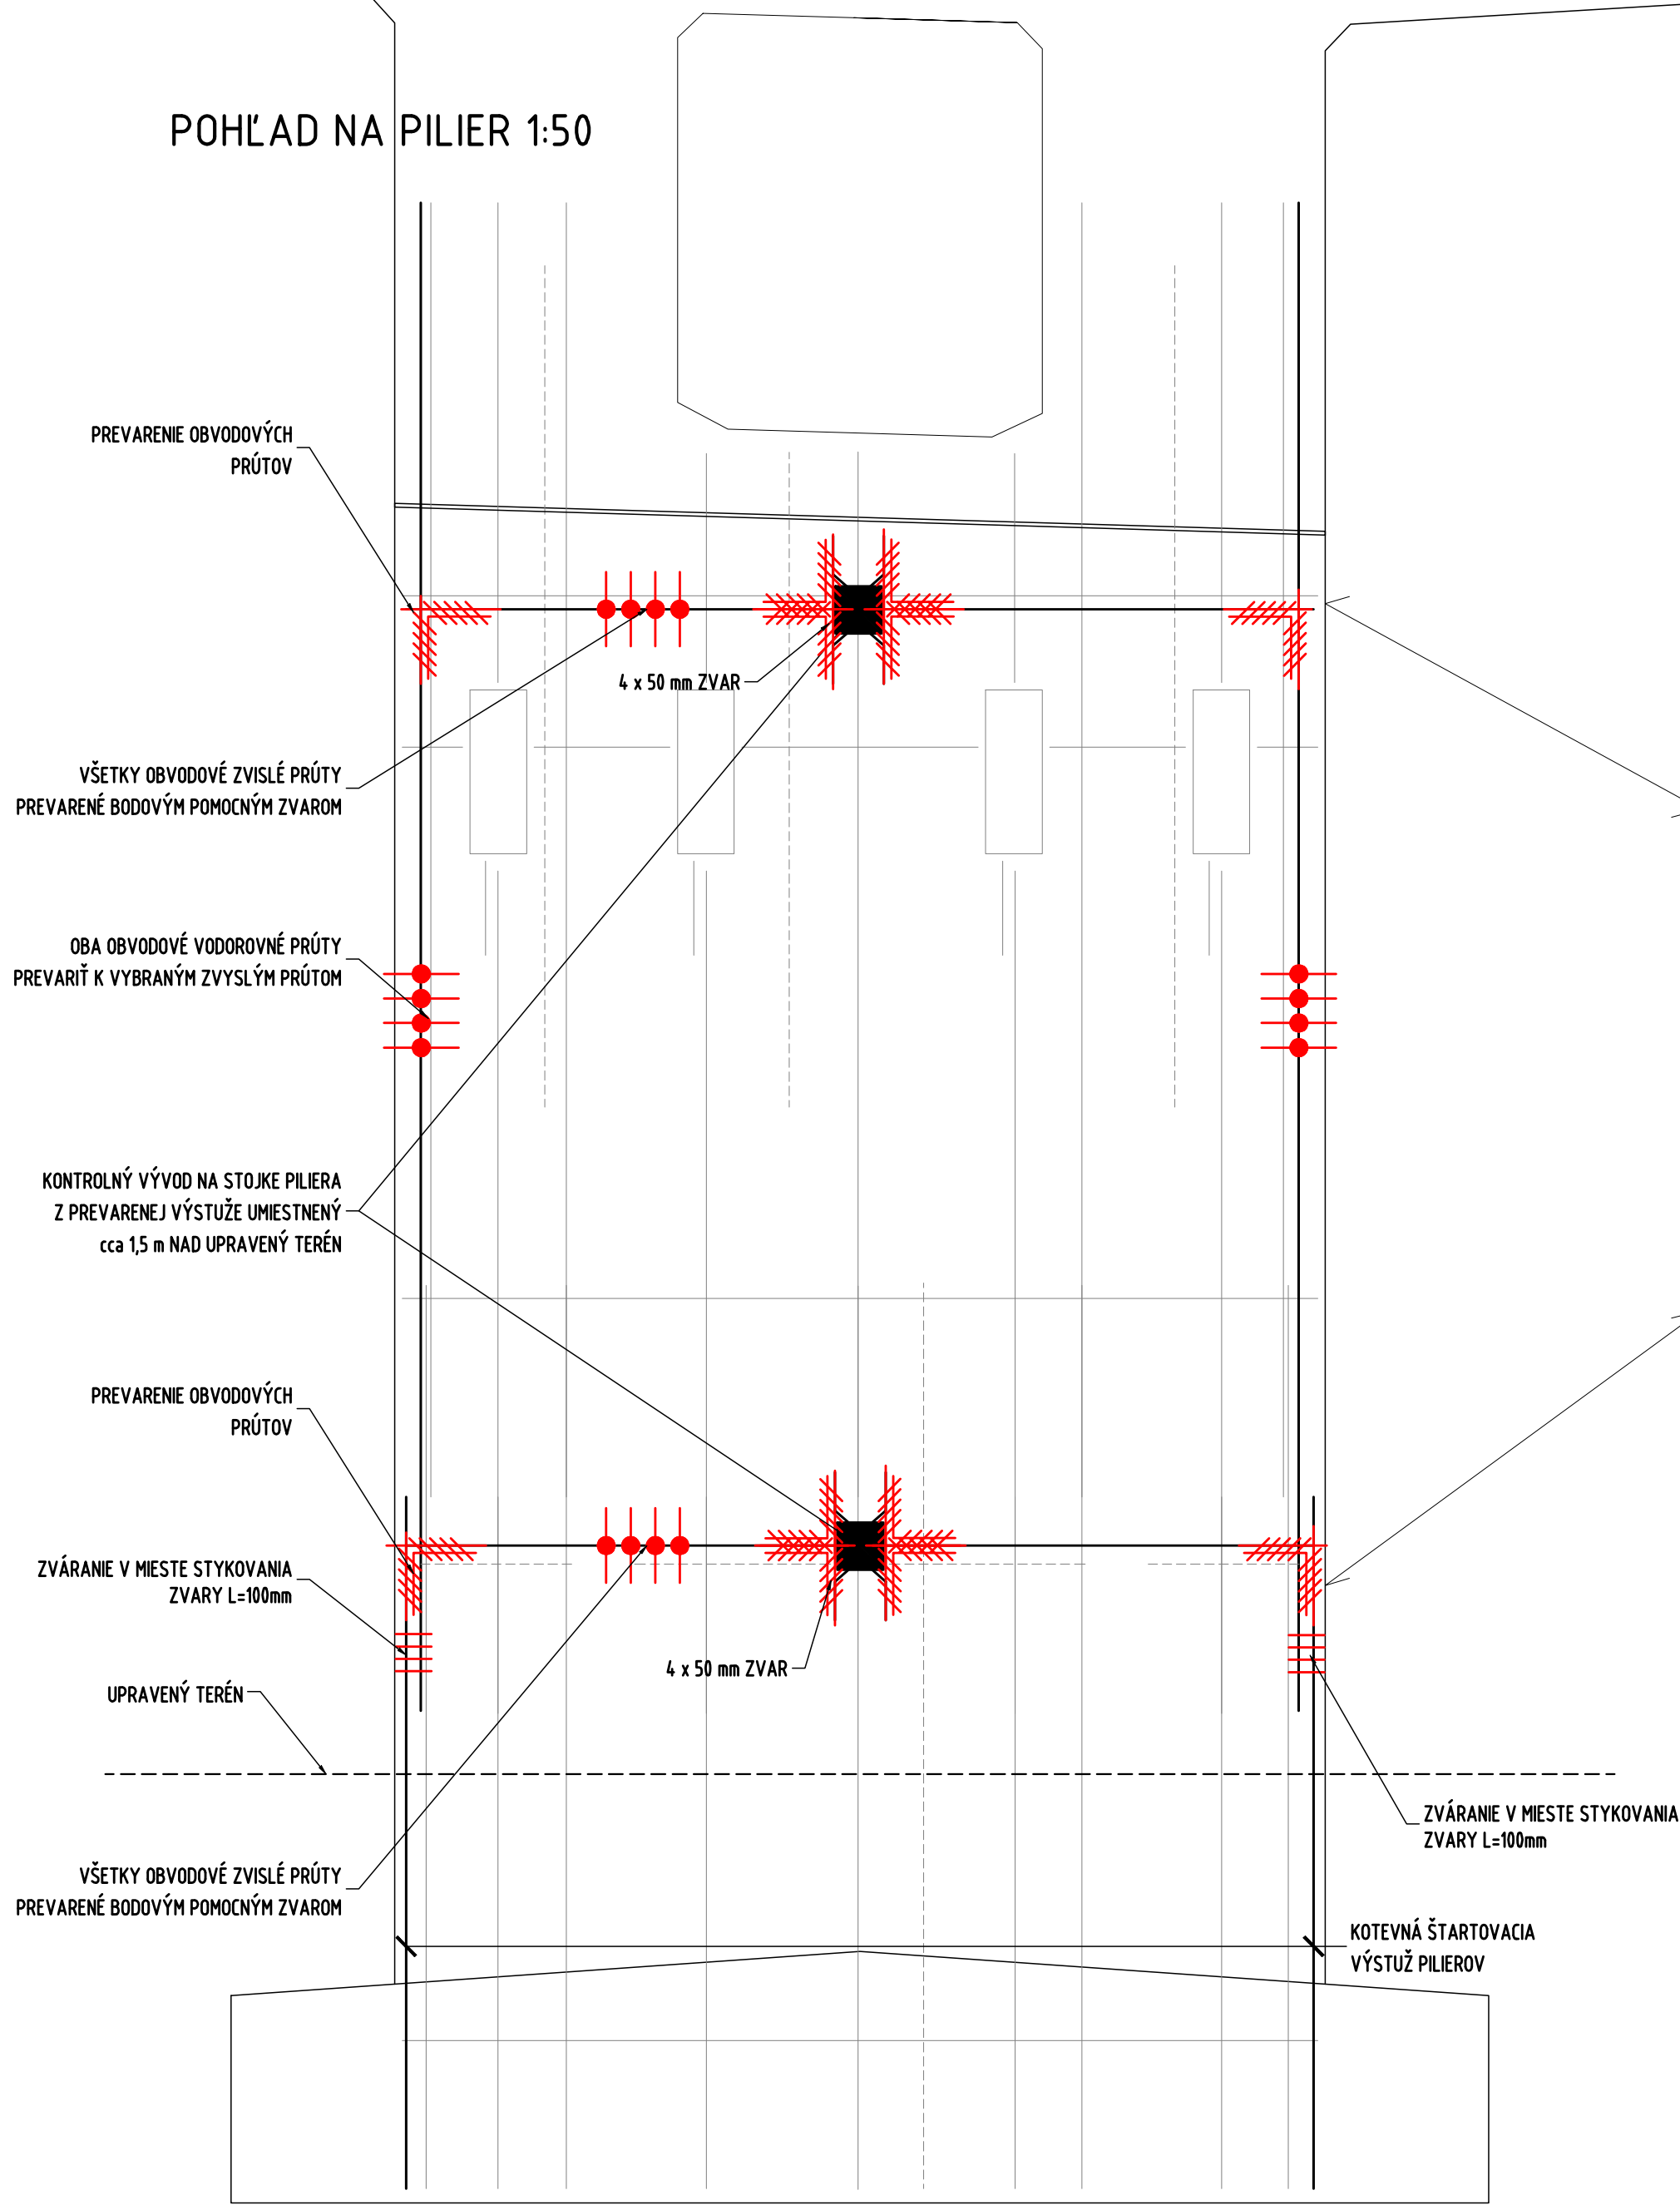 POHĽAD NA PILIER 1:50
PREVARENIE OBVODOVÝCH
PRÚTOV
4 x 50 mm ZVAR
VŠETKY OBVODOVÉ ZVISLÉ PRÚTY
PREVARENÉ BODOVÝM POMOCNÝM ZVAROM
OBA OBVODOVÉ VODOROVNÉ PRÚTY
PREVARIŤ K VYBRANÝM ZVYSLÝM PRÚTOM
KONTROLNÝ VÝVOD NA STOJKE PILIERA
Z PREVARENEJ VÝSTUŽE UMIESTNENÝ
cca 1,5 m NAD UPRAVENÝ TERÉN
PREVARENIE OBVODOVÝCH
PRÚTOV
ZVÁRANIE V MIESTE STYKOVANIA
ZVARY L=100mm
4 x 50 mm ZVAR
UPRAVENÝ TERÉN
ZVÁRANIE V MIESTE STYKOVANIA
ZVARY L=100mm
VŠETKY OBVODOVÉ ZVISLÉ PRÚTY
PREVARENÉ BODOVÝM POMOCNÝM ZVAROM
KOTEVNÁ ŠTARTOVACIA
VÝSTUŽ PILIEROV